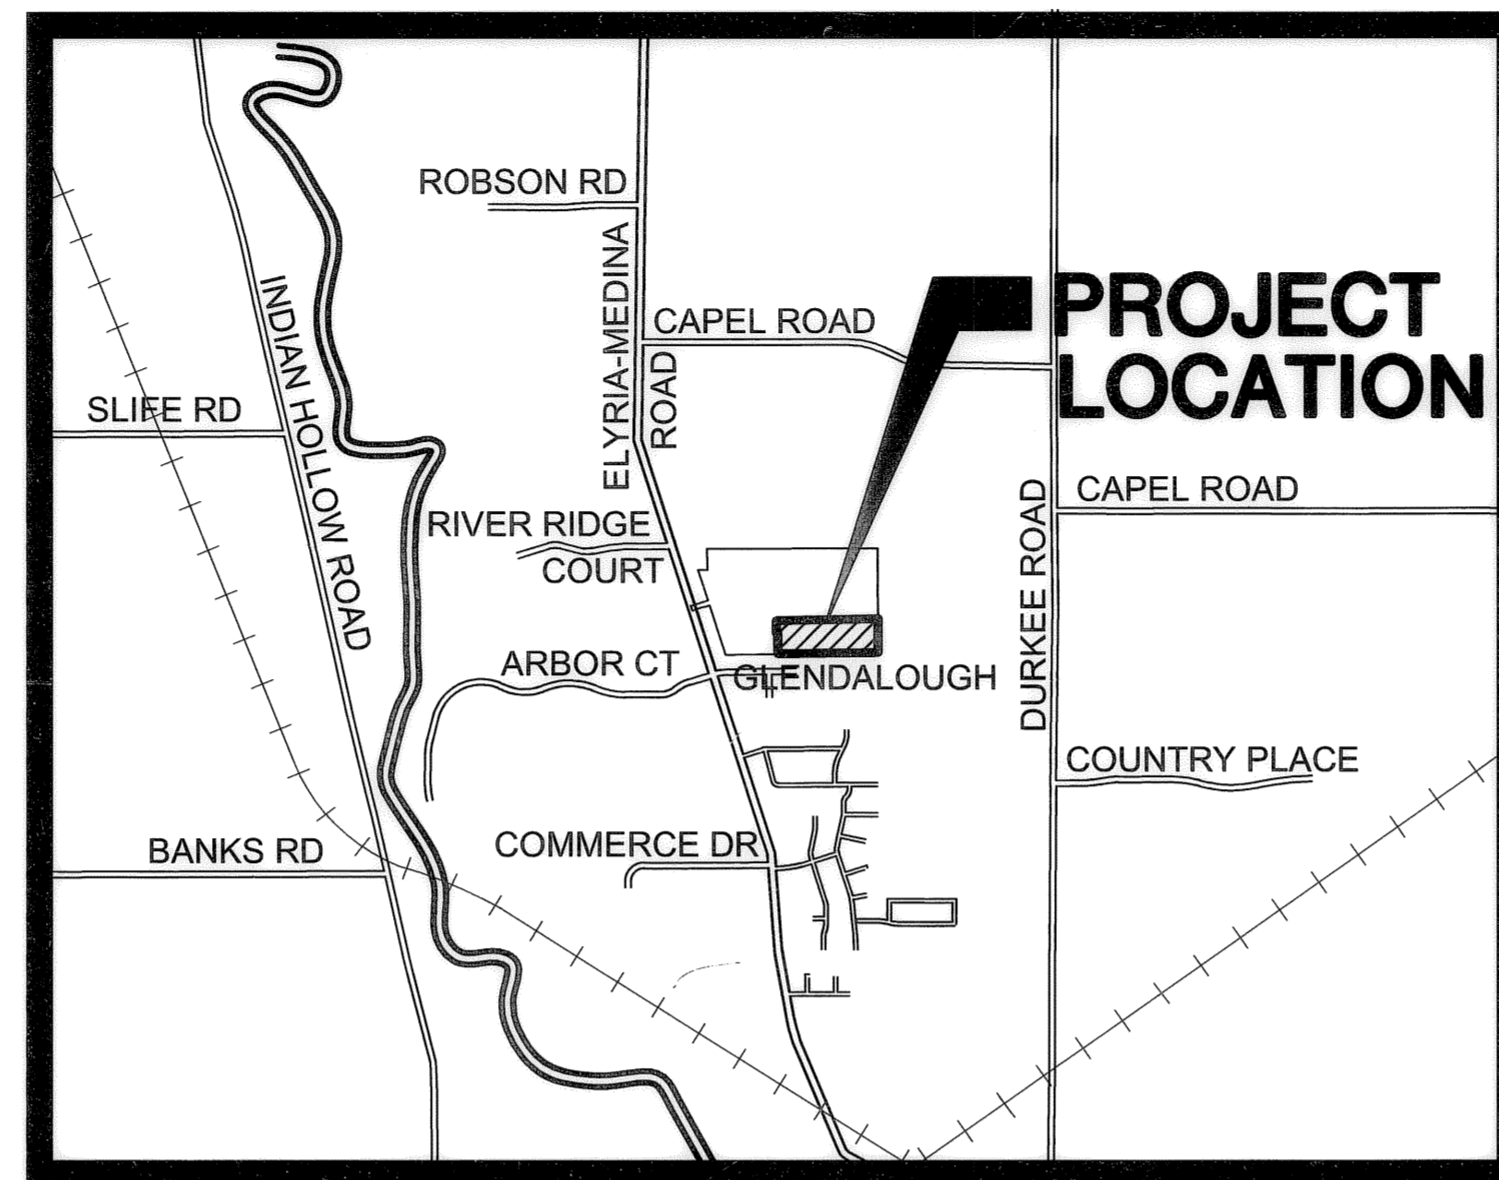 ROBSON RD
ELYRIA-MEDINA
ROAD
CAPEL ROAD
PROJECT
LOCATION
INDIAN HOLLOW ROAD
SLIFE RD
CAPEL ROAD
RIVER RIDGE
COURT
DURKEE ROAD
ARBOR CT
GLENDALOUGH
COUNTRY PLACE
COMMERCE DR
BANKS RD